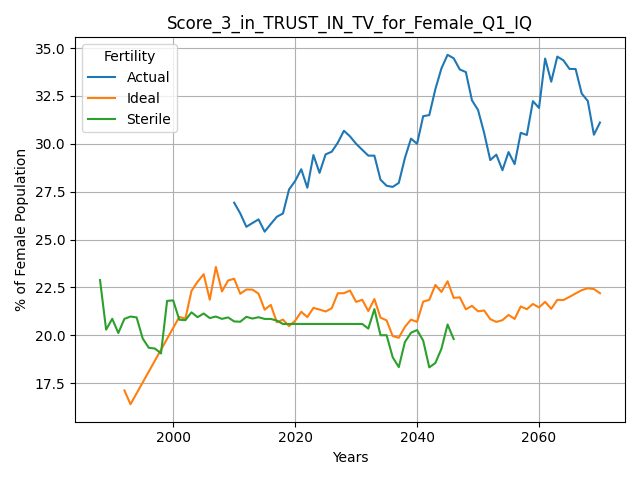 Score_3_in_TRUST_IN_TV_for_Female_Q1_IQ
Fertility
Actual
Ideal
Sterile
% of Female Population
35.0
32.5
30.0
27.5
25.0
22.5
20.0
17.5
2000 2020 2040 2060
Years